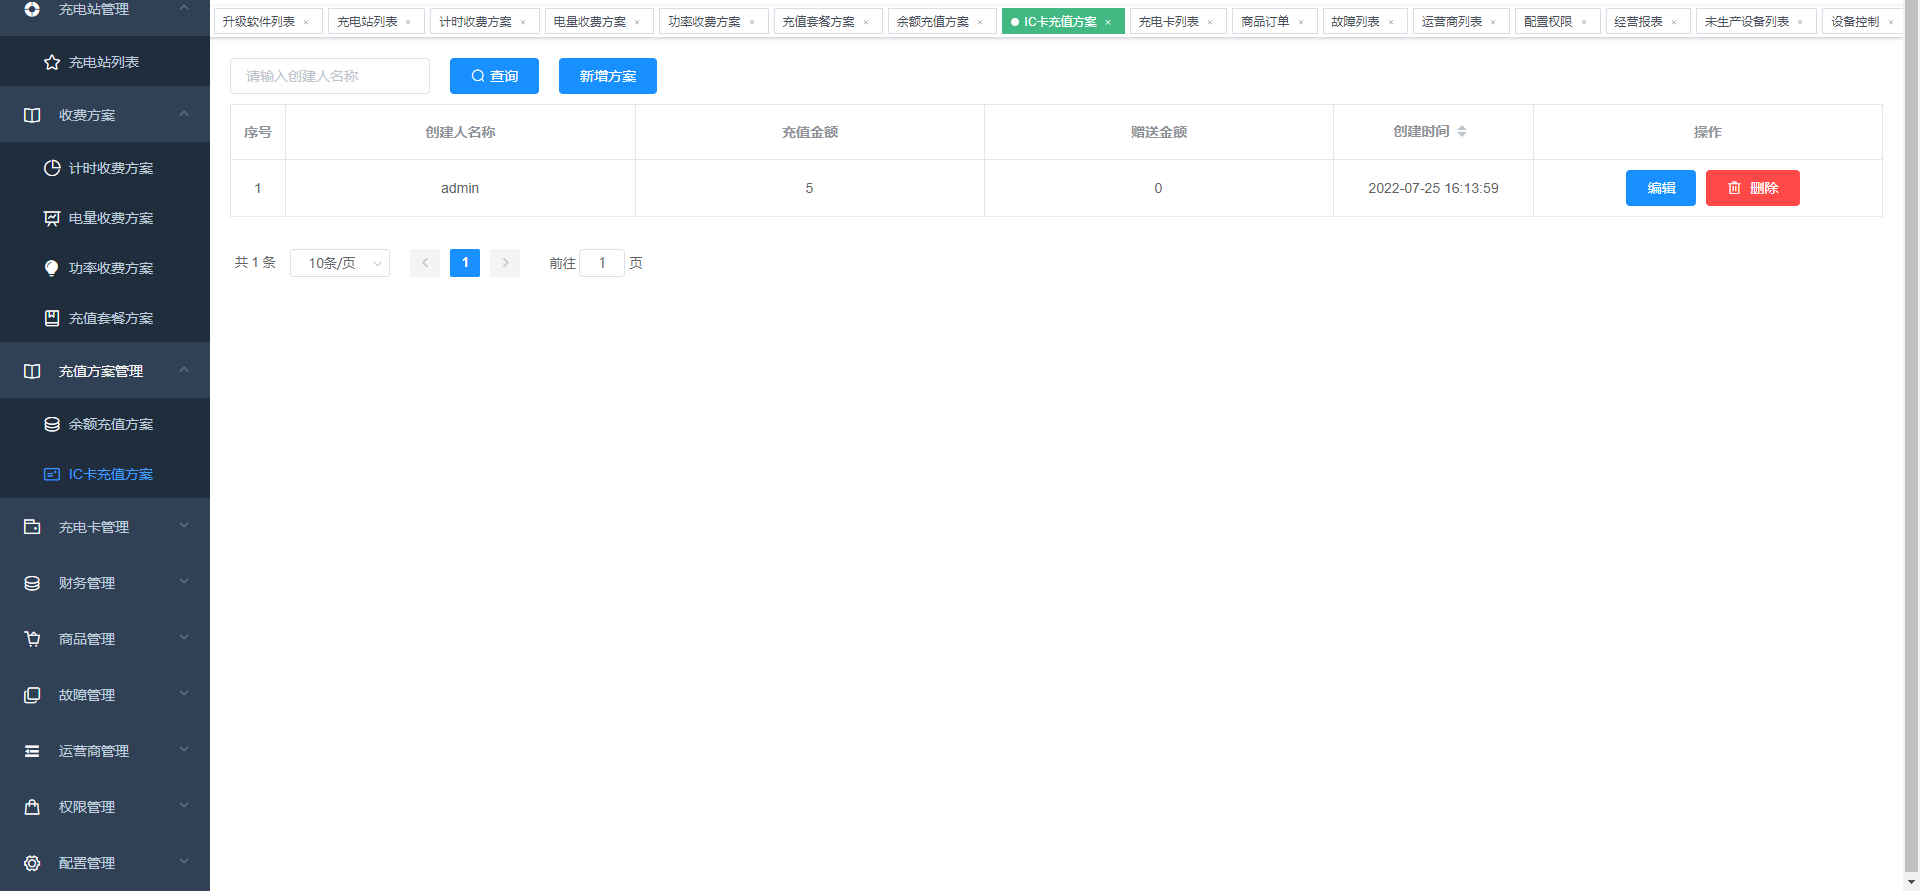 充电站管理
充电站列表
收费方案
计时收费方案
电量收费方案
功率收费方案
充值套餐方案
充值方案管理
余额充值方案
IC卡充值方案
充电卡管理
财务管理
商品管理
故障管理
运营商管理
权限管理
配置管理
升级软件列表 × 充电站列表 × 计时收费方案 × 电量收费方案 × 功率收费方案 × 充值套餐方案 × 余额充值方案 × IC卡充值方案 × 充电卡列表 × 商品订单 × 故障列表 × 运营商列表 × 配置权限 × 经营报表 × 未生产设备列表 × 设备控制 ×
请输入创建人名称 查询 新增方案
序号 创建人名称 充值金额 赠送金额 创建时间 操作
1 admin 5 0 2022-07-25 16:13:59 编辑 删除
共 1 条 10条/页 1 前往 1 页